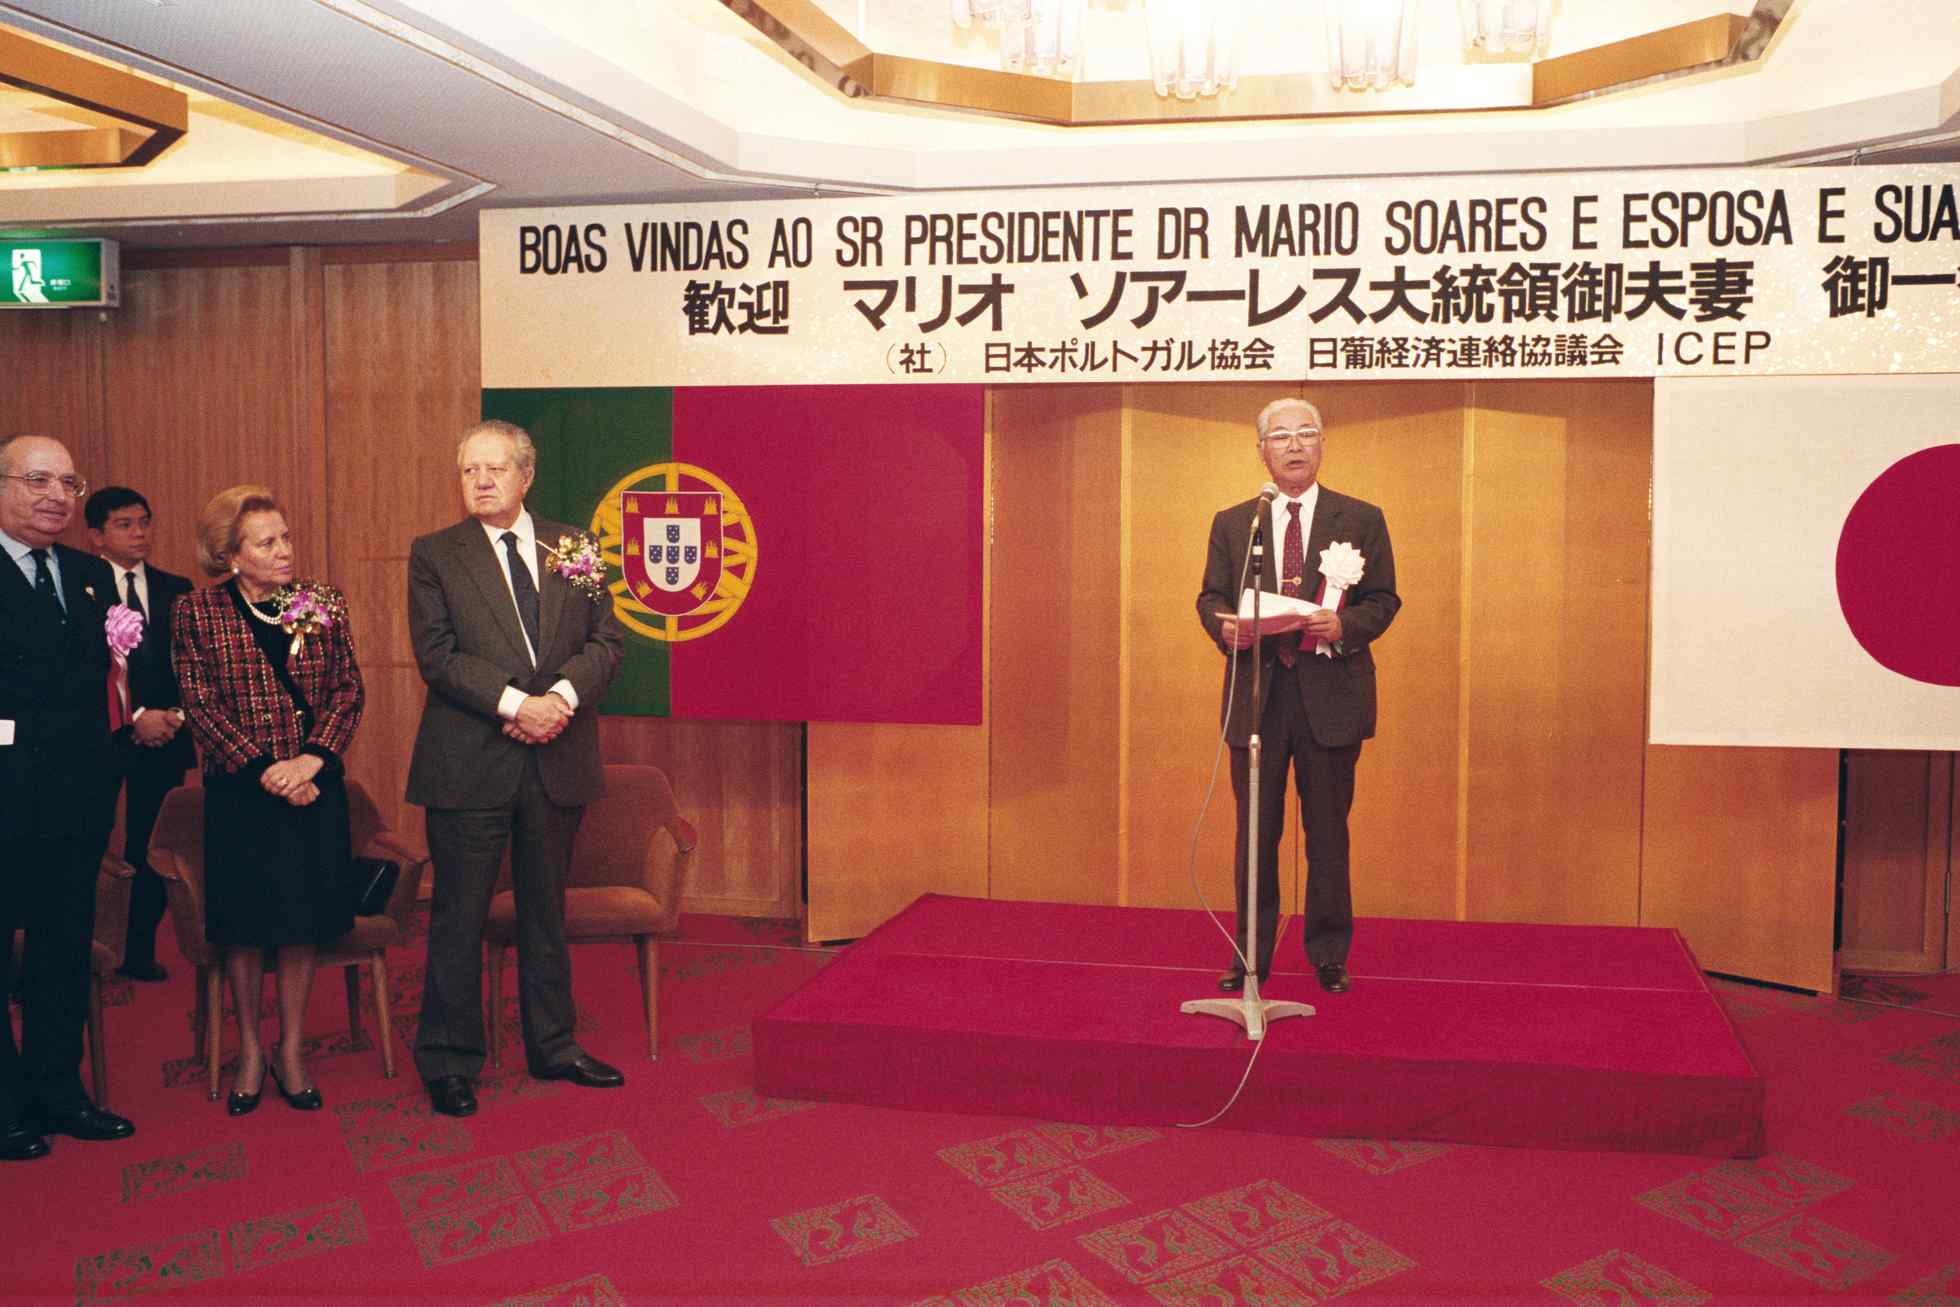 BOAS VINDAS AO SR PRESIDENTE DR MARIO SOARES E ESPOSA E SUA
歓迎 マリオ ソアーレス大統領御夫妻 御一
(社) 日本ポルトガル協会 日葡経済連絡協議会 ICEP